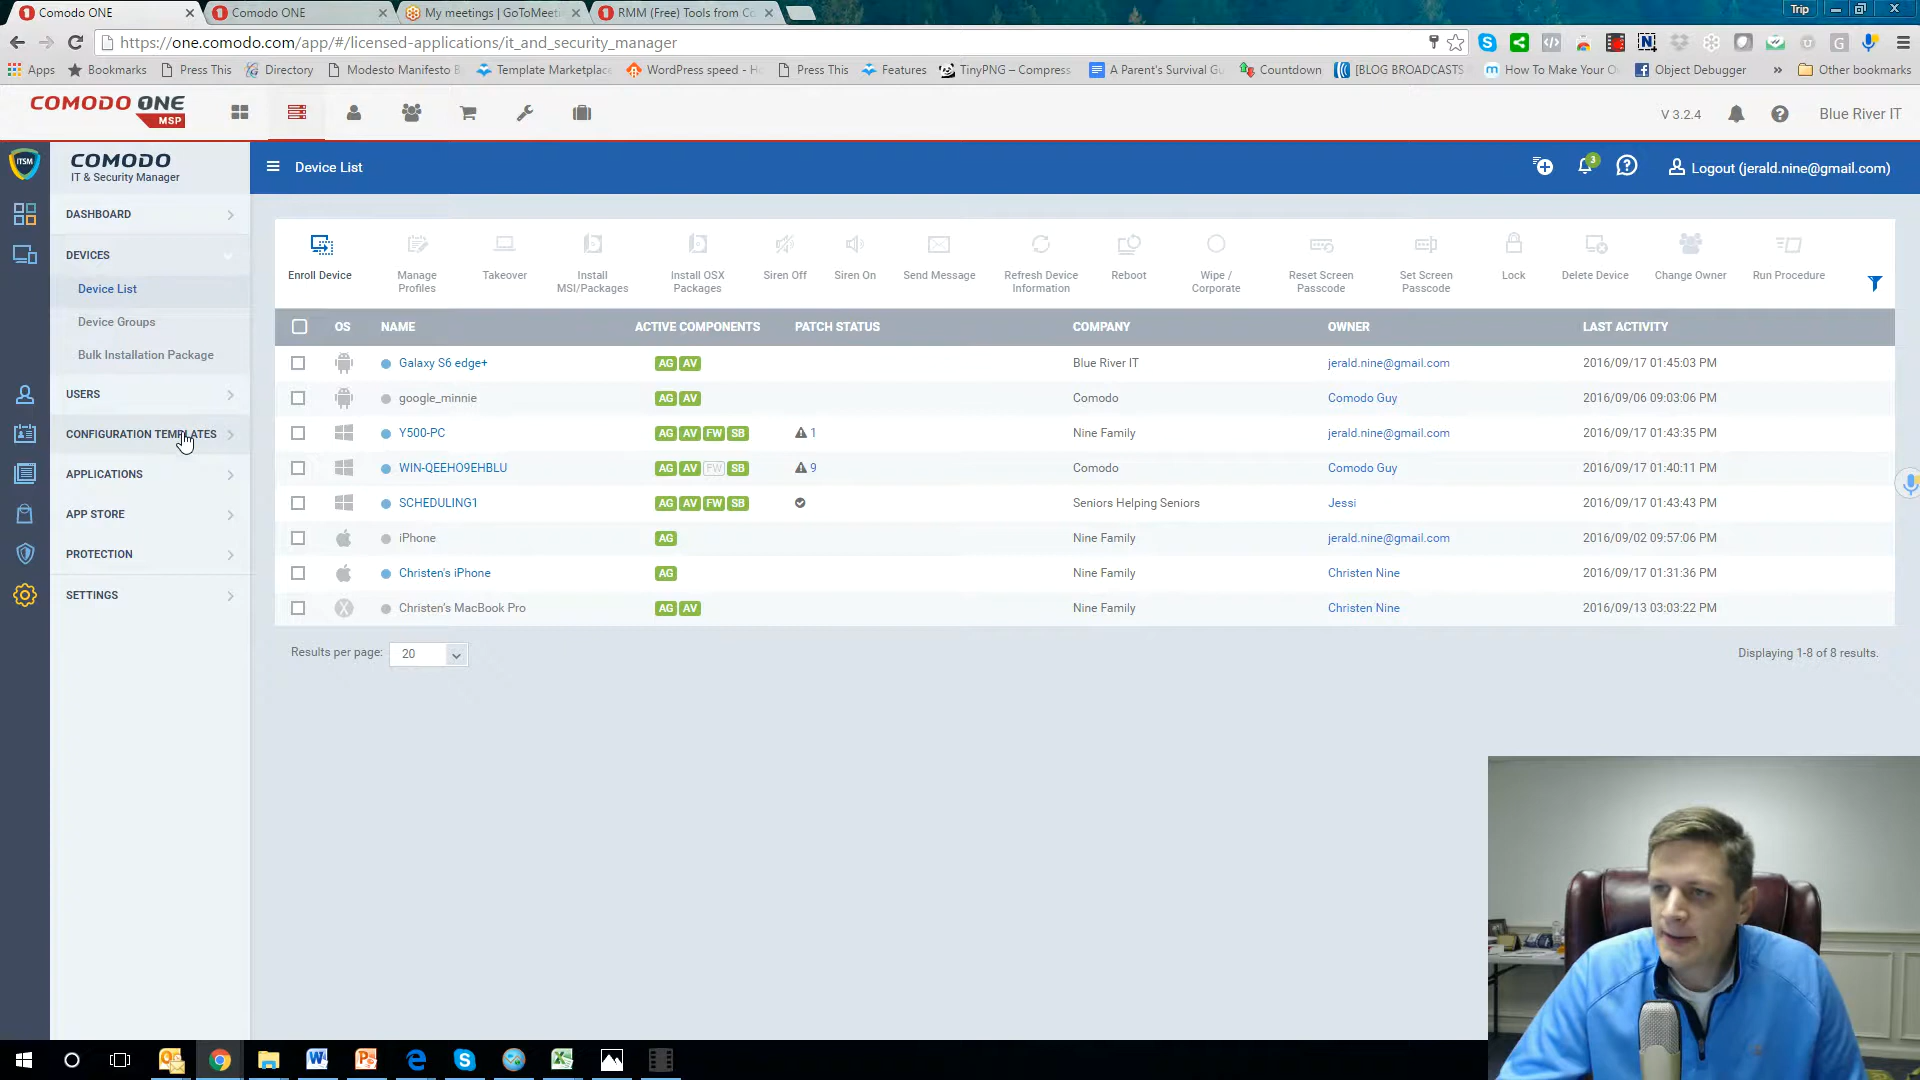 Comodo ONE
Comodo ONE
My meetings | GoToMeeti
RMM (Free) Tools from Co
Trip
https://one.comodo.com/app/#/licensed-applications/it_and_security_manager
Apps
Bookmarks
Press This
Directory
Modesto Manifesto B
Template Marketplac
WordPress speed - H
Press This
Features
TinyPNG – Compress
A Parent's Survival Gu
Countdown
[BLOG BROADCASTS
How To Make Your O
Object Debugger
»
Other bookmarks
COMODO ONE
MSP
V 3.2.4
Blue River IT
ITSM
COMODO
IT & Security Manager
Device List
3
Logout (jerald.nine@gmail.com)
DASHBOARD
DEVICES
Device List
Device Groups
Bulk Installation Package
USERS
CONFIGURATION TEMPLATES
APPLICATIONS
APP STORE
PROTECTION
SETTINGS
Enroll Device
Manage
Profiles
Takeover
Install
MSI/Packages
Install OSX
Packages
Siren Off
Siren On
Send Message
Refresh Device
Information
Reboot
Wipe /
Corporate
Reset Screen
Passcode
Set Screen
Passcode
Lock
Delete Device
Change Owner
Run Procedure
OS NAME ACTIVE COMPONENTS PATCH STATUS COMPANY OWNER LAST ACTIVITY
Galaxy S6 edge+ AG AV Blue River IT jerald.nine@gmail.com 2016/09/17 01:45:03 PM
google_minnie AG AV Comodo Comodo Guy 2016/09/06 09:03:06 PM
Y500-PC AG AV FW SB 1 Nine Family jerald.nine@gmail.com 2016/09/17 01:43:35 PM
WIN-QEEHO9EHBLU AG AV FW SB 9 Comodo Comodo Guy 2016/09/17 01:40:11 PM
SCHEDULING1 AG AV FW SB Seniors Helping Seniors Jessi 2016/09/17 01:43:43 PM
iPhone AG Nine Family jerald.nine@gmail.com 2016/09/02 09:57:06 PM
Christen's iPhone AG Nine Family Christen Nine 2016/09/17 01:31:36 PM
Christen's MacBook Pro AG AV Nine Family Christen Nine 2016/09/13 03:03:22 PM
Results per page: 20
Displaying 1-8 of 8 results.